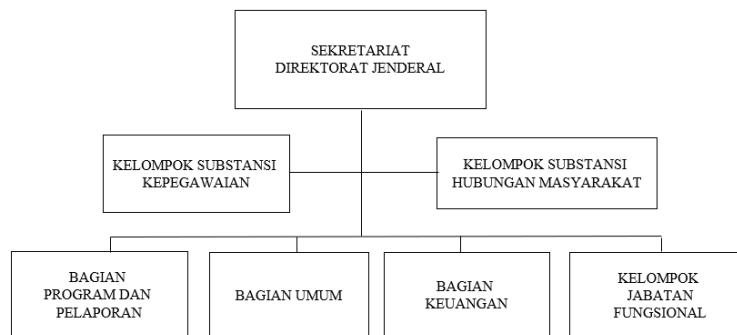 SEKRETARIAT
DIREKTORAT JENDERAL
KELOMPOK SUBSTANSI
KEPEGAWAIAN
KELOMPOK SUBSTANSI
HUBUNGAN MASYARAKAT
BAGIAN
PROGRAM DAN
PELAPORAN
BAGIAN UMUM
BAGIAN
KEUANGAN
KELOMPOK
JABATAN
FUNGSIONAL